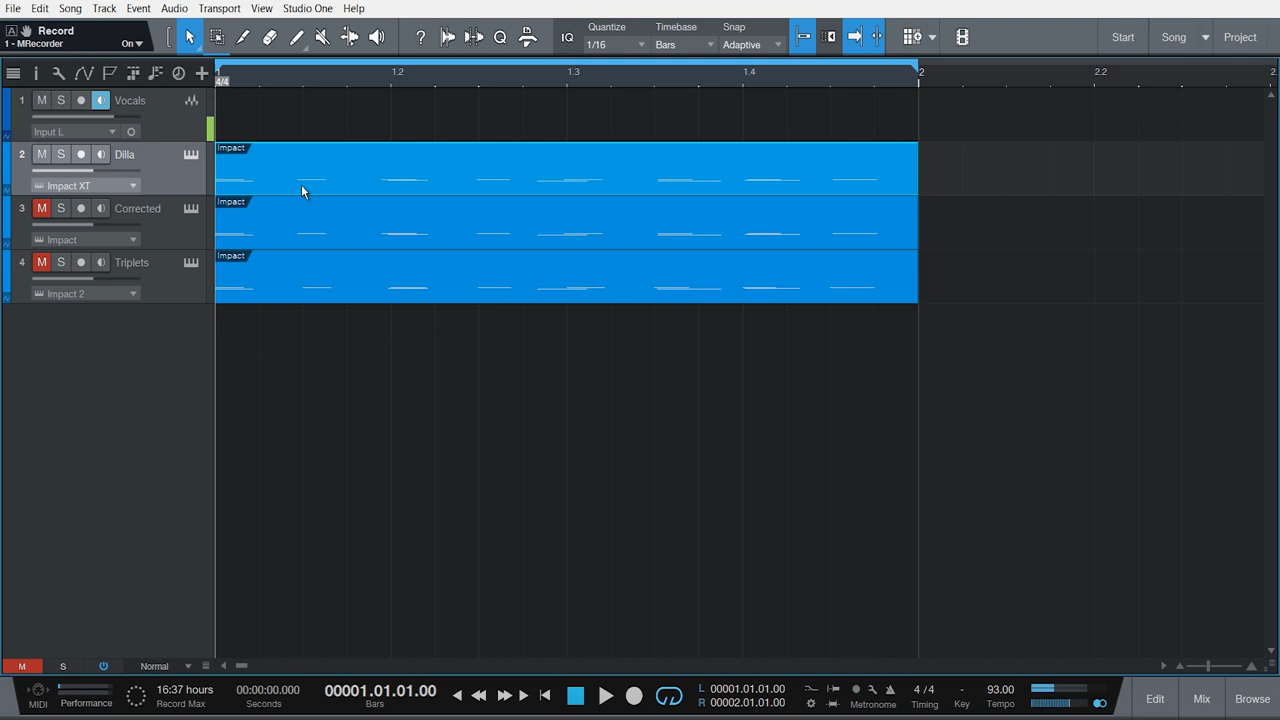 File Edit Song Track Event Audio Transport View Studio One Help
A Record
1 - MRecorder On
Quantize Timebase Snap
IQ 1/16 Bars Adaptive
Start Song Project
1.2 1.3 1.4 2 2.2 2.
4/4
1 M S Vocals
Input L
2 M S Dilla
Impact XT
Impact
3 M S Corrected
Impact
Impact
4 M S Triplets
Impact 2
Impact
M S Normal
MIDI Performance
16:37 hours
Record Max
00:00:00.000
Seconds
00001.01.01.00
Bars
L 00001.01.01.00
R 00002.01.01.00
Metronome
4 / 4
Timing
-
Key
93.00
Tempo
Edit Mix Browse